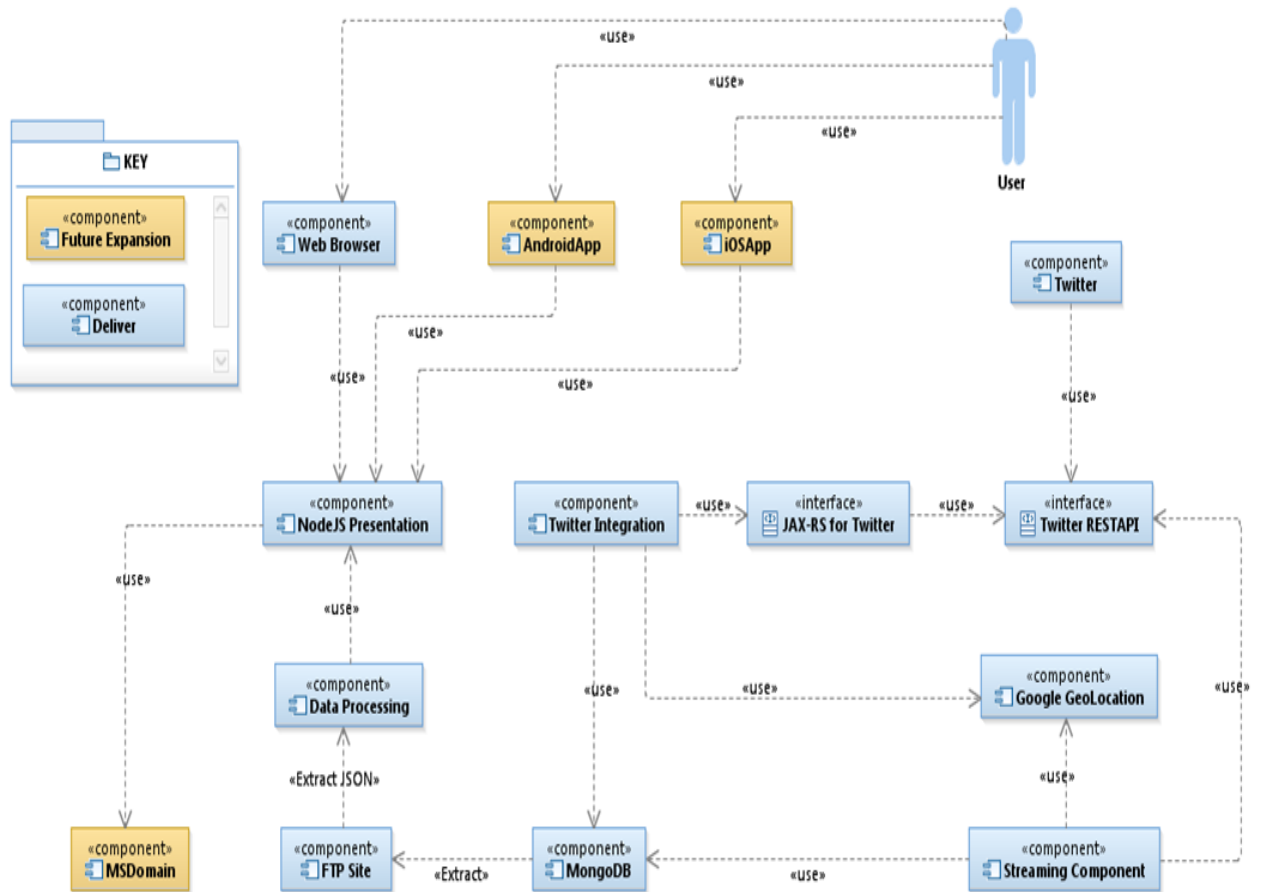 «use»
«use»
«use»
User
KEY
«component»
Future Expansion
«component»
Deliver
«component»
Web Browser
«component»
AndroidApp
«component»
iOSApp
«component»
Twitter
«use»
«use»
«use»
«use»
«component»
NodeJS Presentation
«component»
Twitter Integration
«use»
«interface»
JAX-RS for Twitter
«use»
«interface»
Twitter RESTAPI
«use»
«use»
«component»
Data Processing
«use»
«use»
«component»
Google GeoLocation
«use»
«Extract JSON»
«use»
«component»
MSDomain
«component»
FTP Site
«Extract»
«component»
MongoDB
«use»
«component»
Streaming Component